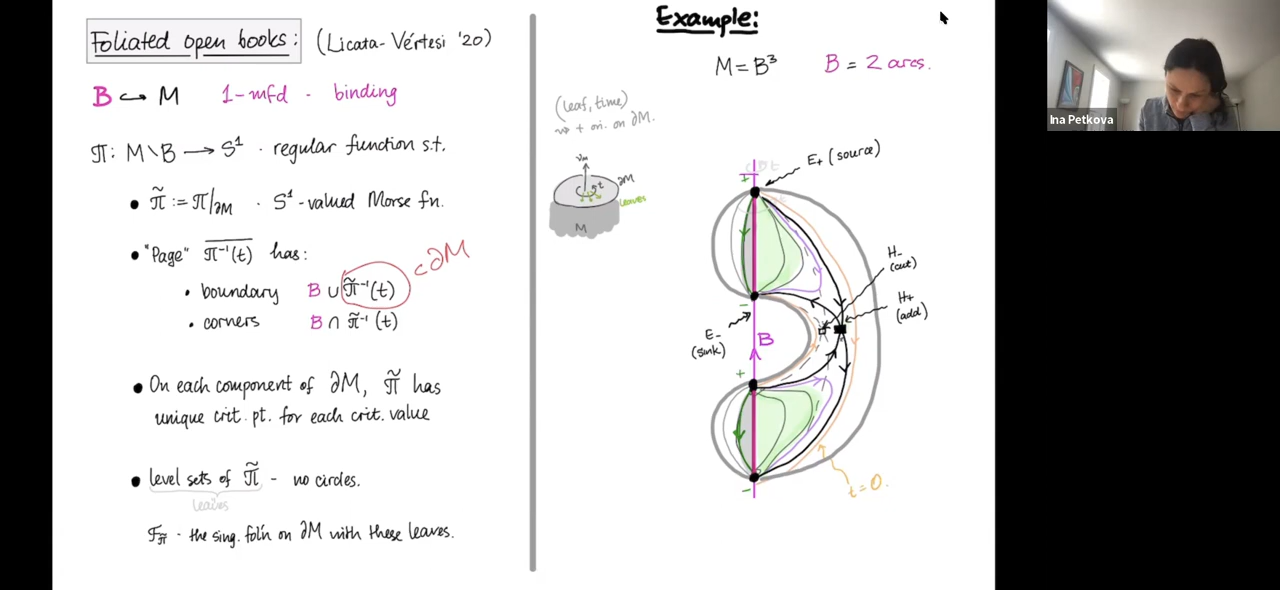 Foliated open books: (Licata-Vértesi '20)
B ↪ M 1-mfd - binding
π: M\B → S¹ · regular function s.t.
• π̃ := π|∂M · S¹-valued Morse fn.
• "Page" \overline{π⁻¹(t)} has:
• boundary B ∪ π̃⁻¹(t) ⊂ ∂M
• corners B ∩ π̃⁻¹(t)
• On each component of ∂M, π̃ has
unique crit. pt. for each crit. value
• level sets of π̃ - no circles.
leaves
F_π̃ - the sing. fol'n on ∂M with these leaves.
Example:
M = B³ B = 2 arcs.
(leaf, time)
⇝ + ori. on ∂M.
t
∂M
leaves
M
E+ (source)
+
H-
(cut)
H+
(add)
-
E-
(sink)
B
+
-
t=0.
Ina Petkova